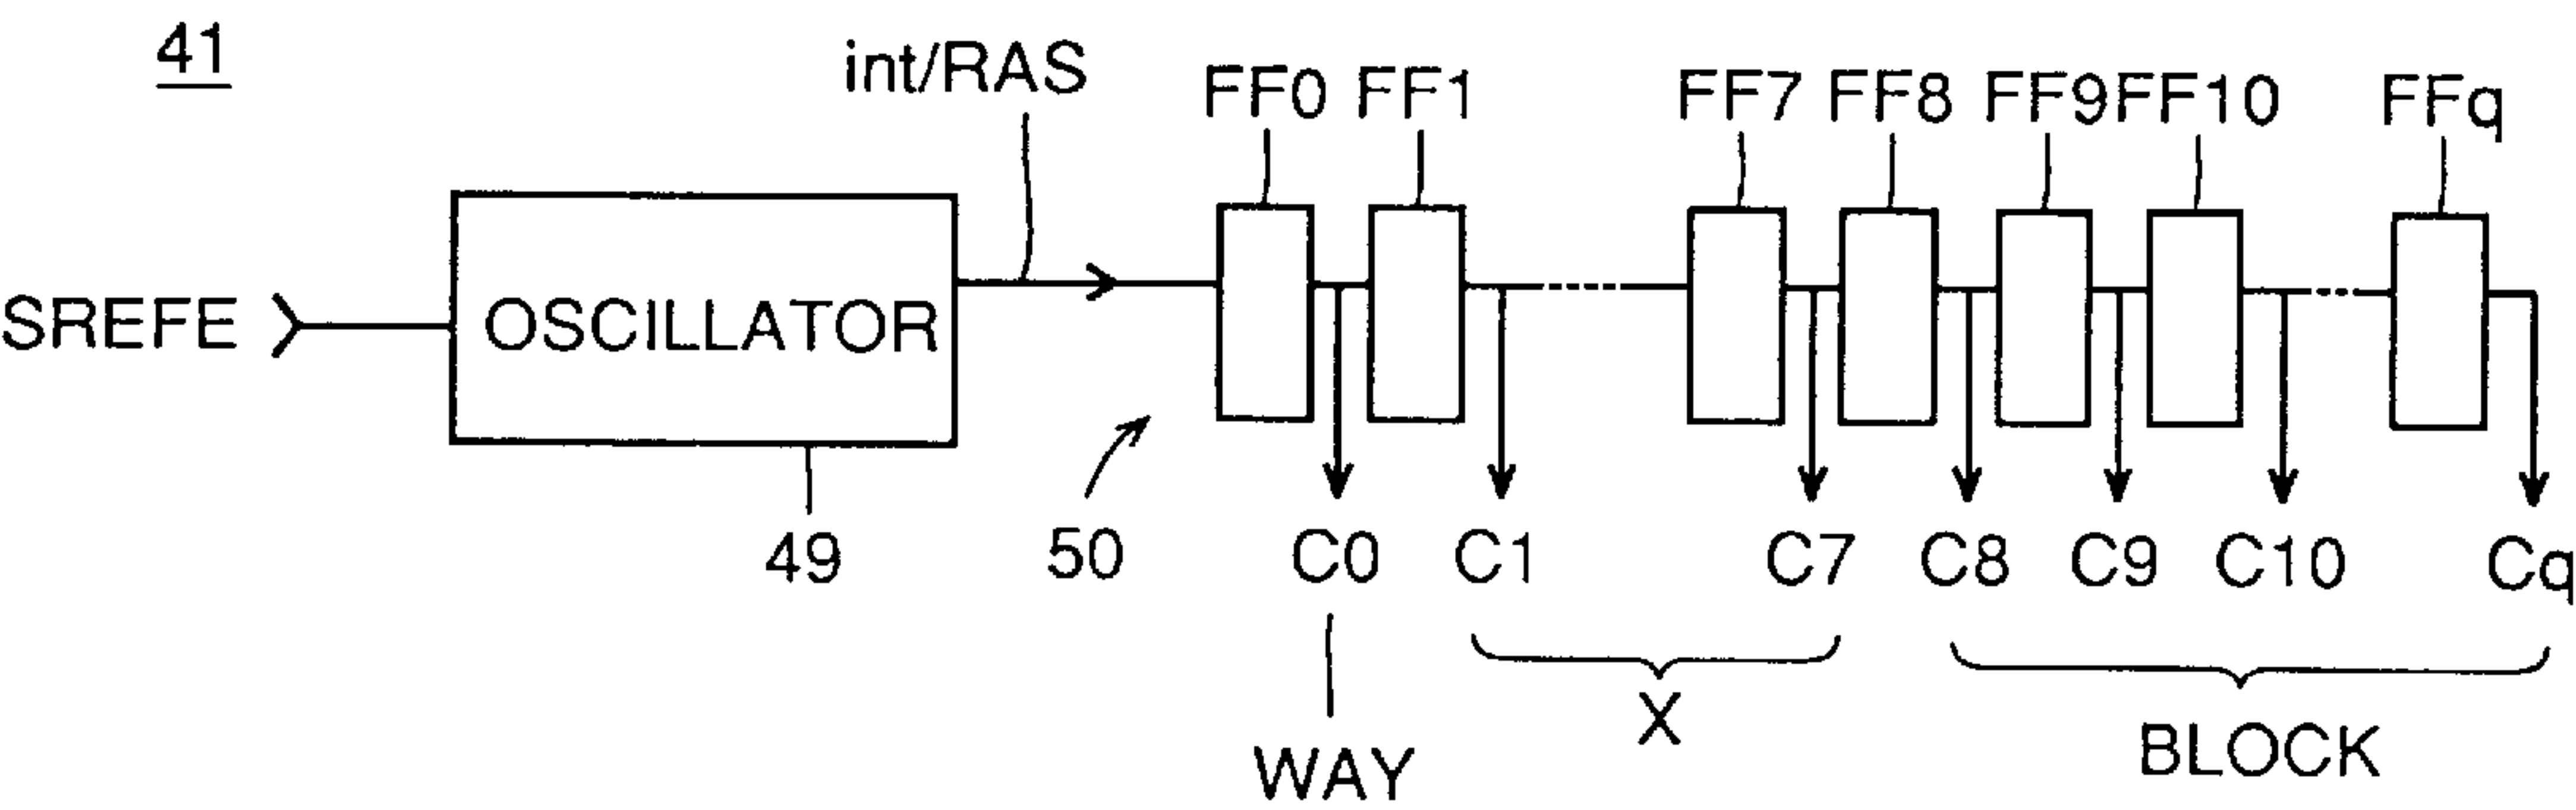 41
int/RAS
FF0 FF1 FF7 FF8 FF9 FF10 FFq
SREFE
OSCILLATOR
49
50
C0 C1 C7 C8 C9 C10 Cq
WAY
X
BLOCK